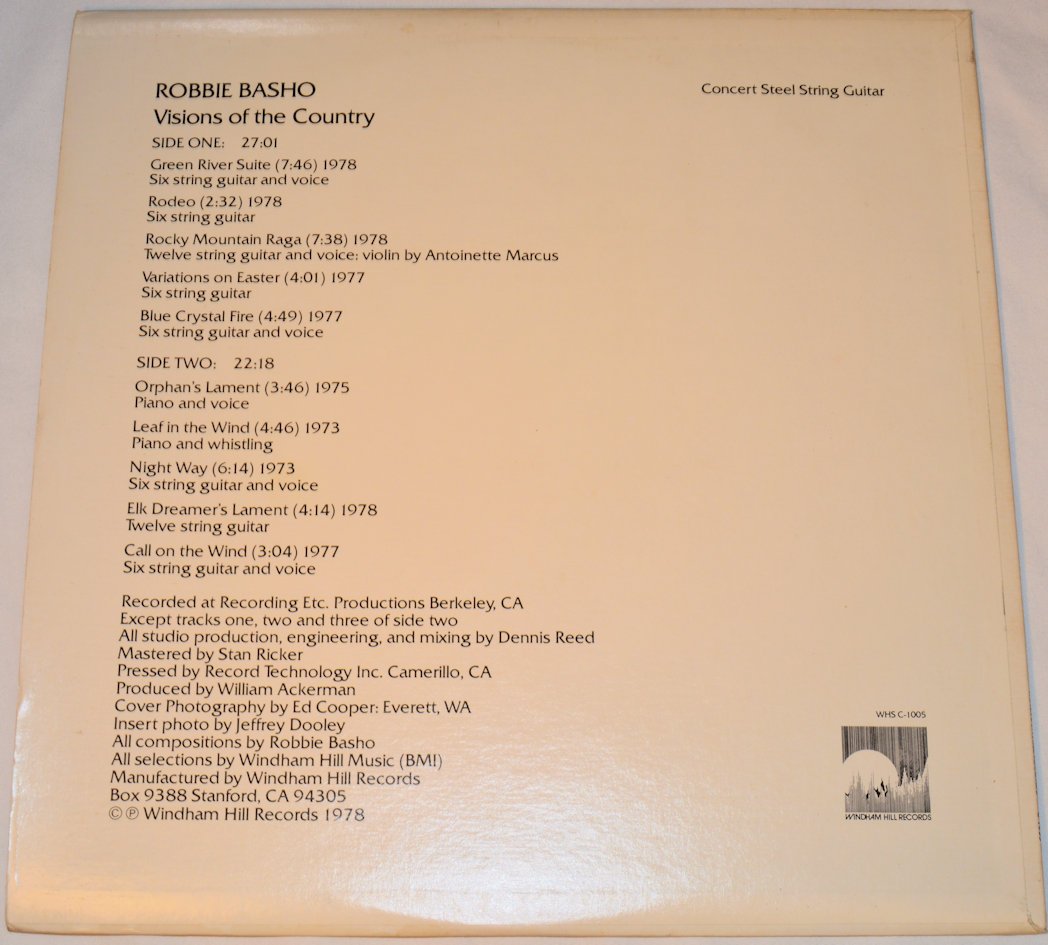 ROBBIE BASHO
Concert Steel String Guitar
Visions of the Country
SIDE ONE: 27:01
Green River Suite (7:46) 1978
Six string guitar and voice
Rodeo (2:32) 1978
Six string guitar
Rocky Mountain Raga (7:38) 1978
Twelve string guitar and voice: violin by Antoinette Marcus
Variations on Easter (4:01) 1977
Six string guitar
Blue Crystal Fire (4:49) 1977
Six string guitar and voice
SIDE TWO: 22:18
Orphan's Lament (3:46) 1975
Piano and voice
Leaf in the Wind (4:46) 1973
Piano and whistling
Night Way (6:14) 1973
Six string guitar and voice
Elk Dreamer's Lament (4:14) 1978
Twelve string guitar
Call on the Wind (3:04) 1977
Six string guitar and voice
Recorded at Recording Etc. Productions Berkeley, CA
Except tracks one, two and three of side two
All studio production, engineering, and mixing by Dennis Reed
Mastered by Stan Ricker
Pressed by Record Technology Inc. Camerillo, CA
Produced by William Ackerman
Cover Photography by Ed Cooper: Everett, WA
Insert photo by Jeffrey Dooley
All compositions by Robbie Basho
All selections by Windham Hill Music (BMI)
Manufactured by Windham Hill Records
Box 9388 Stanford, CA 94305
© ℗ Windham Hill Records 1978
WHS C-1005
WINDHAM HILL RECORDS